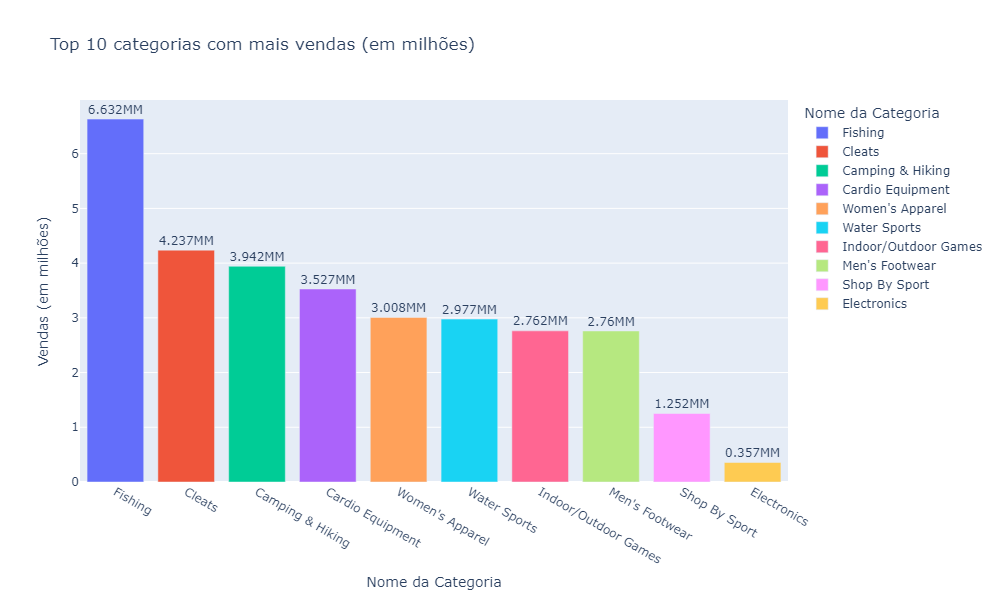 Top 10 categorias com mais vendas (em milhões)
6.632MM
4.237MM
3.942MM
3.527MM
3.008MM
2.977MM
2.762MM
2.76MM
1.252MM
0.357MM
6
5
4
3
2
1
0
Vendas (em milhões)
Fishing
Cleats
Camping & Hiking
Cardio Equipment
Women's Apparel
Water Sports
Indoor/Outdoor Games
Men's Footwear
Shop By Sport
Electronics
Nome da Categoria
Nome da Categoria
Fishing
Cleats
Camping & Hiking
Cardio Equipment
Women's Apparel
Water Sports
Indoor/Outdoor Games
Men's Footwear
Shop By Sport
Electronics